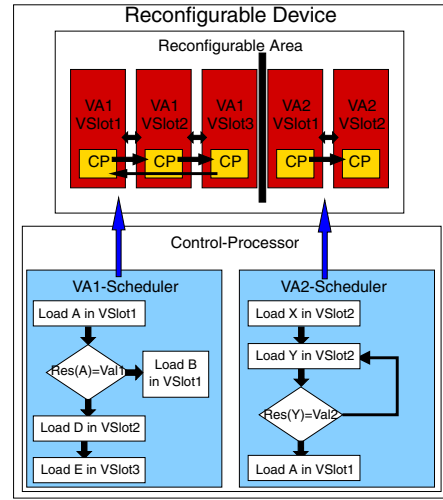 Reconfigurable Device
Reconfigurable Area
VA1
VSlot1
VA1
VSlot2
VA1
VSlot3
VA2
VSlot1
VA2
VSlot2
CP
CP
CP
CP
CP
Control-Processor
VA1-Scheduler
Load A in VSlot1
Res(A)=Val1
Load B
in VSlot1
Load D in VSlot2
Load E in VSlot3
VA2-Scheduler
Load X in VSlot2
Load Y in VSlot2
Res(Y)=Val2
Load A in VSlot1